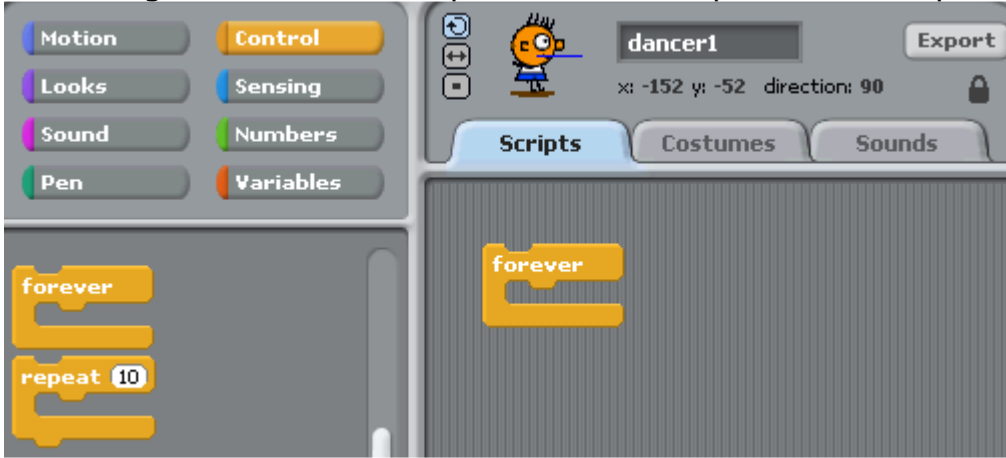 Motion
Control
Looks
Sensing
Sound
Numbers
Pen
Variables
forever
repeat 10
dancer1
Export
x: -152 y: -52 direction: 90
Scripts
Costumes
Sounds
forever